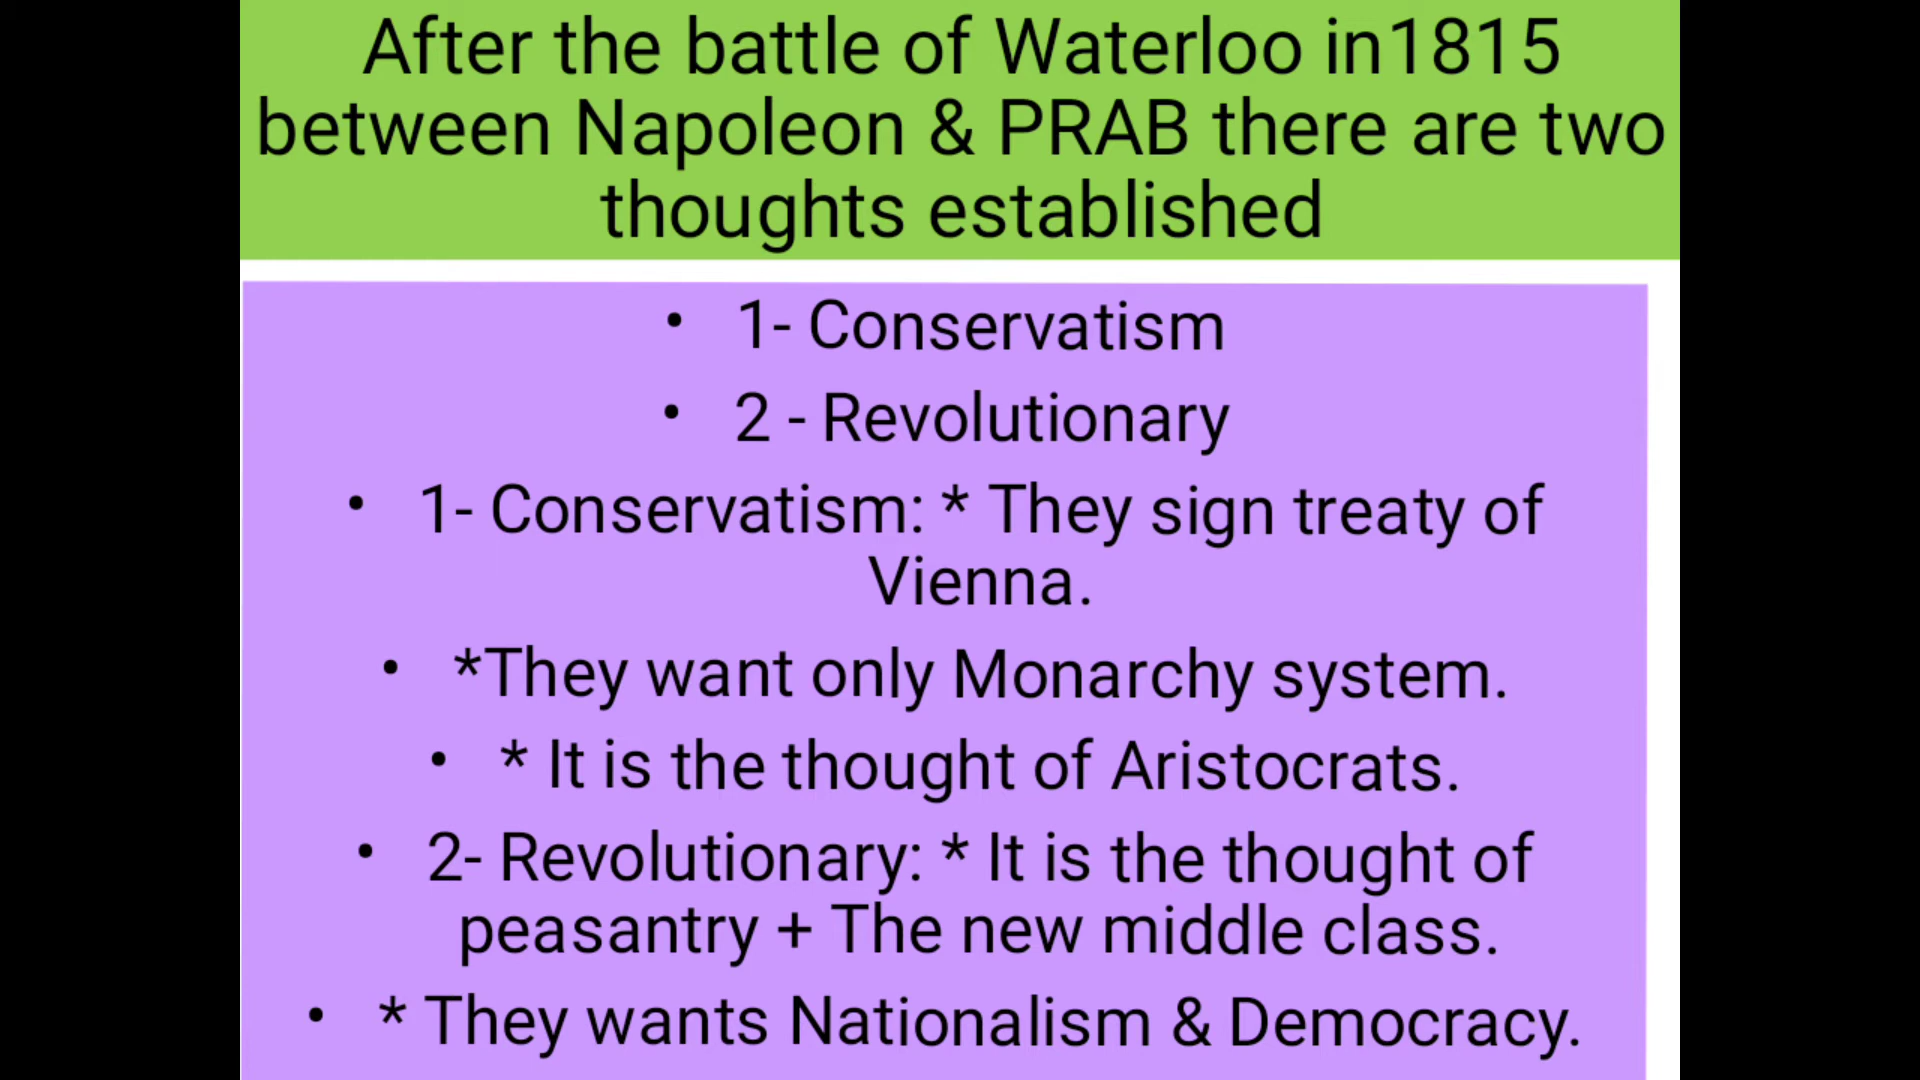 After the battle of Waterloo in1815
between Napoleon & PRAB there are two
thoughts established
• 1- Conservatism
• 2 - Revolutionary
• 1- Conservatism: * They sign treaty of
Vienna.
• *They want only Monarchy system.
• * It is the thought of Aristocrats.
• 2- Revolutionary: * It is the thought of
peasantry + The new middle class.
• * They wants Nationalism & Democracy.